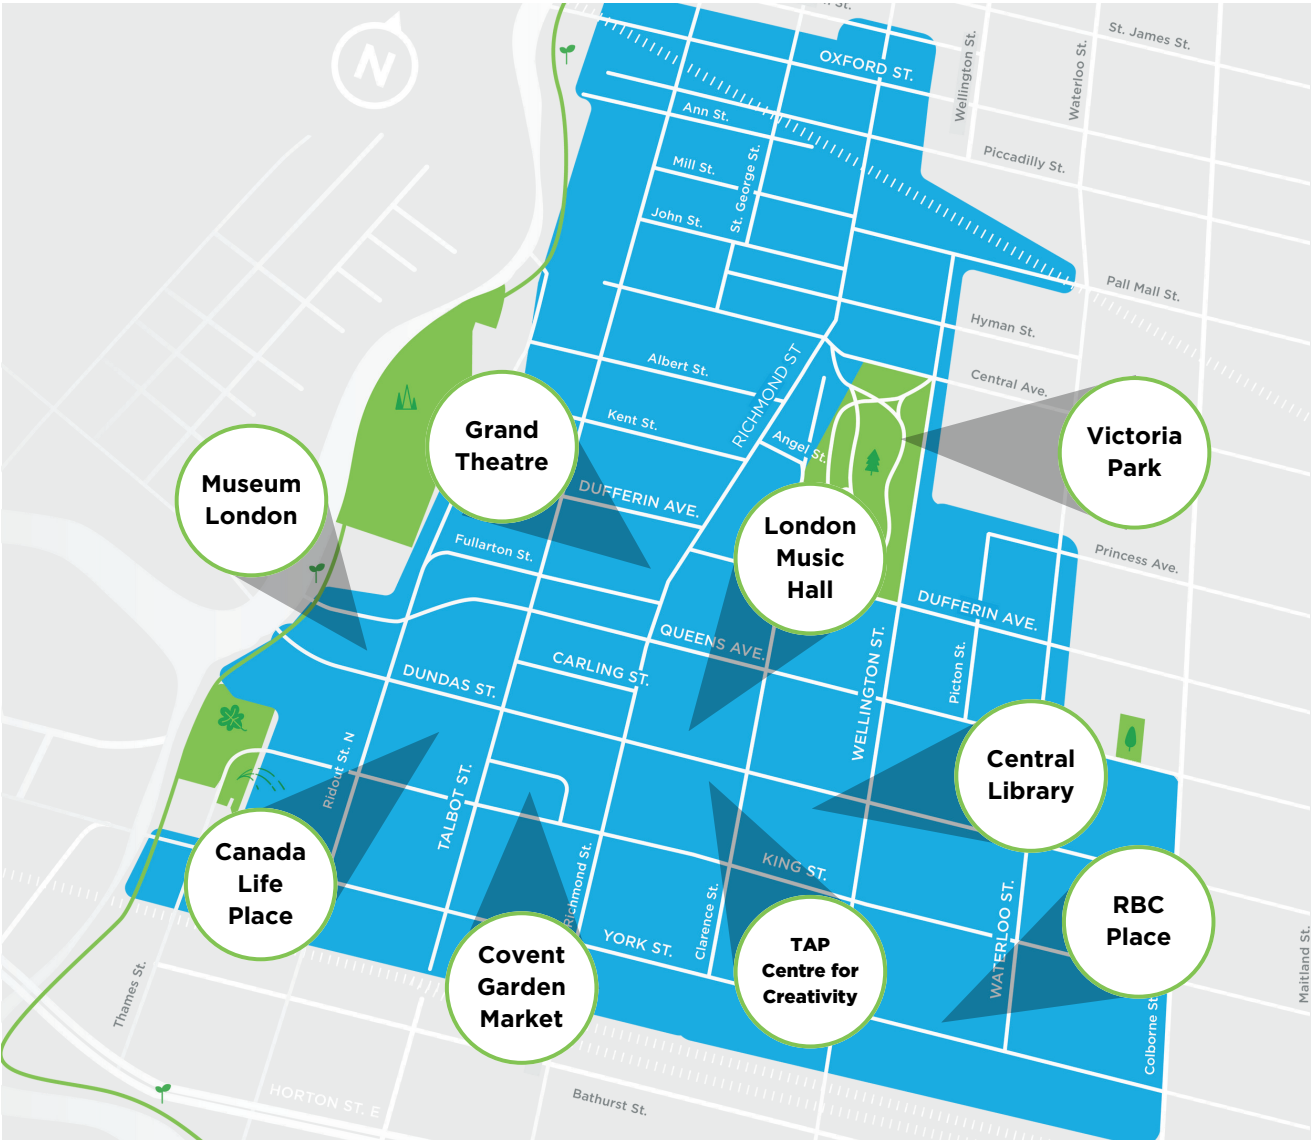 N
St. James St.
OXFORD ST.
Wellington St.
Waterloo St.
Ann St.
Piccadilly St.
Mill St.
St. George St.
John St.
Pall Mall St.
Hyman St.
Albert St.
RICHMOND ST
Central Ave.
Kent St.
Angel St.
Grand
Theatre
Victoria
Park
Museum
London
DUFFERIN AVE.
London
Music
Hall
Fullarton St.
Princess Ave.
DUFFERIN AVE.
QUEENS AVE.
CARLING ST.
WELLINGTON ST.
Picton St.
DUNDAS ST.
Ridout St. N
TALBOT ST.
Central
Library
Canada
Life
Place
KING ST.
Richmond St.
Clarence St.
WATERLOO ST.
RBC
Place
YORK ST.
Covent
Garden
Market
TAP
Centre for
Creativity
Thames St.
Maitland St.
Colborne St.
HORTON ST. E
Bathurst St.